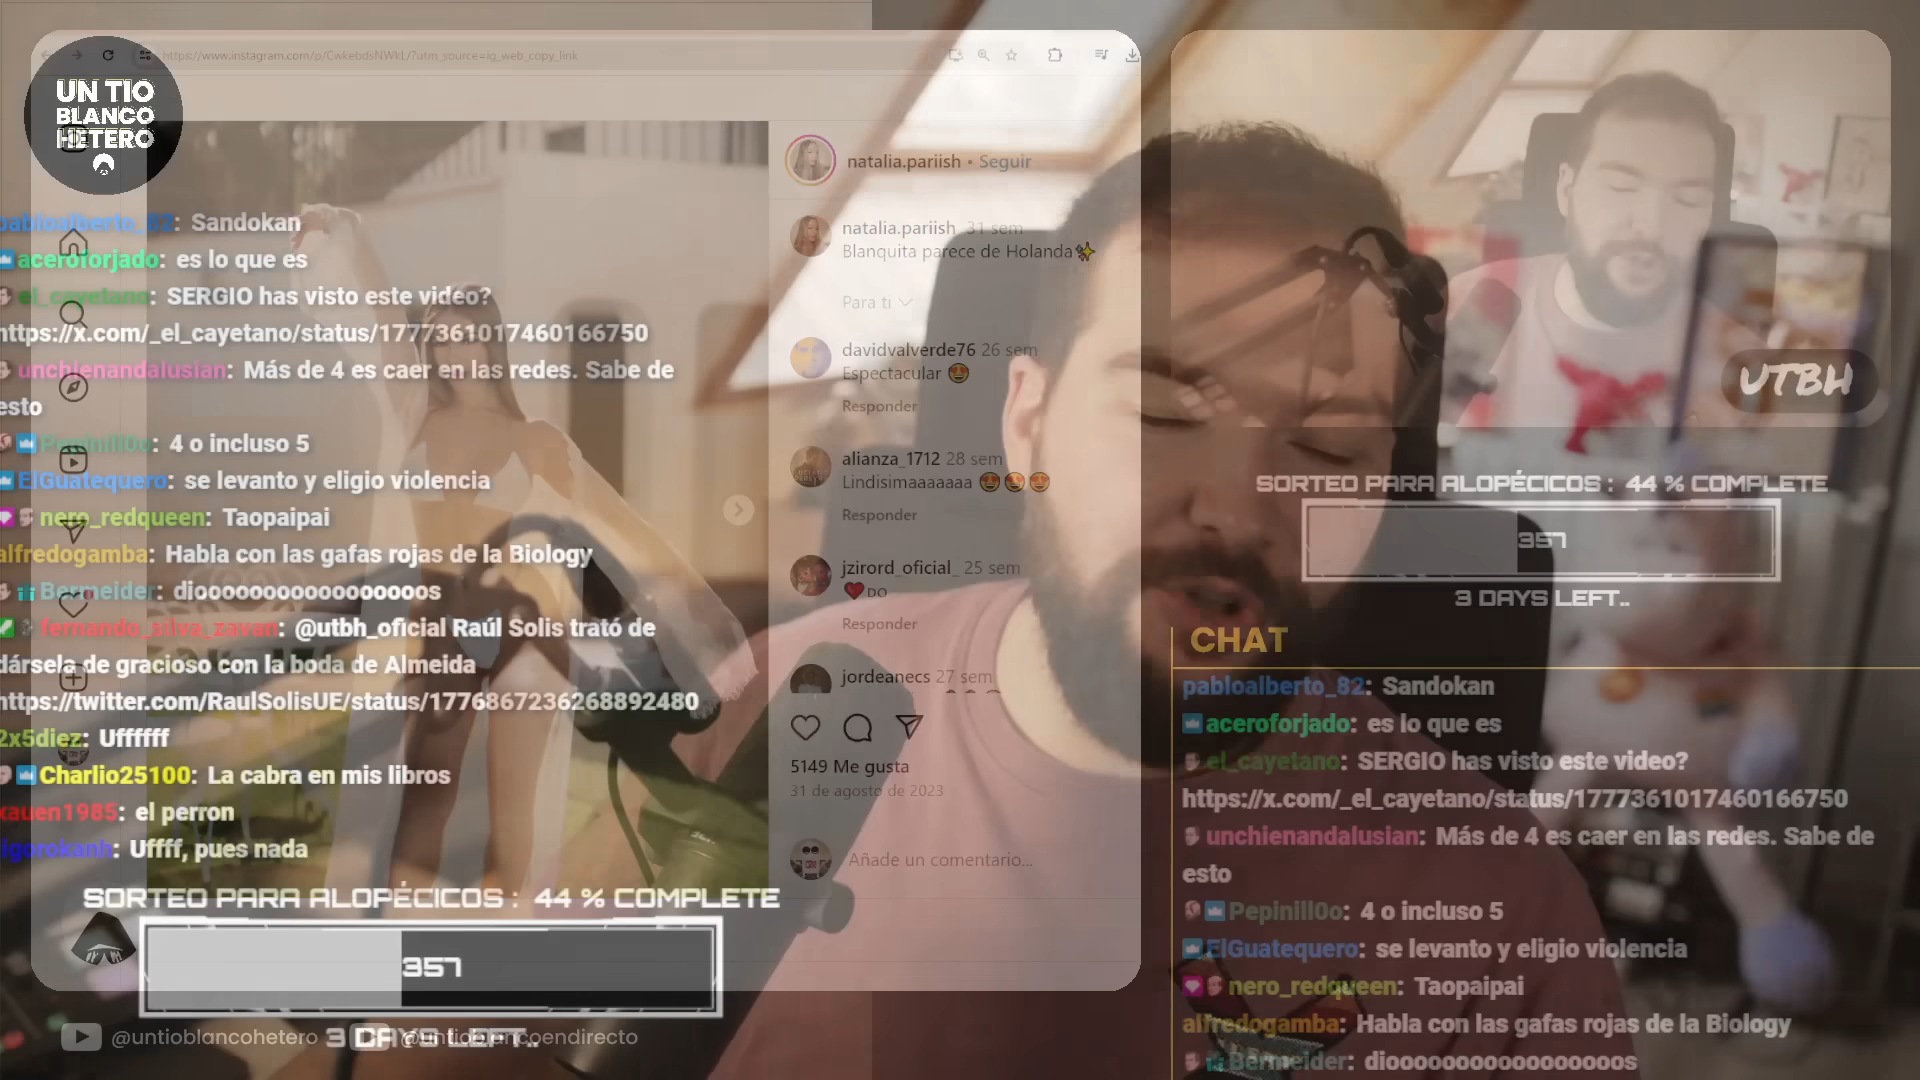 https://www.instagram.com/p/CwkebdsNWkL/?utm_source=ig_web_copy_link
UN TIO
BLANCO
HETERO
natalia.pariish • Seguir
natalia.pariish 31 sem
Blanquita parece de Holanda✨
Para ti
davidvalverde76 26 sem
Espectacular 😍
Responder
alianza_1712 28 sem
Lindisimaaaaaaa 😍😍😍
Responder
jzirord_oficial_ 25 sem
Responder
jordeanecs 27 sem
5149 Me gusta
31 de agosto de 2023
Añade un comentario...
pabloalberto_82: Sandokan
aceroforjado: es lo que es
el_cayetano: SERGIO has visto este video?
https://x.com/_el_cayetano/status/1777361017460166750
unchienandalusian: Más de 4 es caer en las redes. Sabe de
esto
Pepinill0o: 4 o incluso 5
ElGuatequero: se levanto y eligio violencia
nero_redqueen: Taopaipai
alfredogamba: Habla con las gafas rojas de la Biology
Bermeider: diooooooooooooooooos
fernando_silva_zavan: @utbh_oficial Raúl Solis trató de
dársela de gracioso con la boda de Almeida
https://twitter.com/RaulSolisUE/status/1776867236268892480
2x5diez: Uffffff
Charlio25100: La cabra en mis libros
xauen1985: el perron
igorokanh: Uffff, pues nada
SORTEO PARA ALOPÉCICOS : 44 % COMPLETE
357
3 DAYS LEFT..
@untioblancohetero
@untioblancoendirecto
UTBH
SORTEO PARA ALOPÉCICOS : 44 % COMPLETE
357
3 DAYS LEFT..
CHAT
pabloalberto_82: Sandokan
aceroforjado: es lo que es
el_cayetano: SERGIO has visto este video?
https://x.com/_el_cayetano/status/1777361017460166750
unchienandalusian: Más de 4 es caer en las redes. Sabe de
esto
Pepinill0o: 4 o incluso 5
ElGuatequero: se levanto y eligio violencia
nero_redqueen: Taopaipai
alfredogamba: Habla con las gafas rojas de la Biology
Bermeider: diooooooooooooooooos